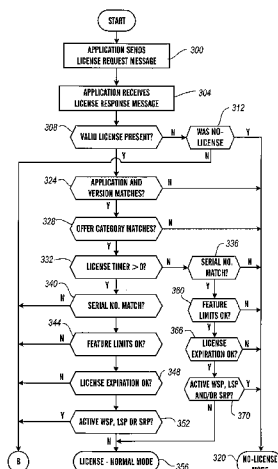 START
APPLICATION SENDS
LICENSE REQUEST MESSAGE
300
APPLICATION RECEIVES
LICENSE RESPONSE MESSAGE
304
308
VALID LICENSE PRESENT?
N
312
WAS NO-
LICENSE
Y
Y
N
324
APPLICATION AND
VERSION MATCHES?
N
Y
328
OFFER CATEGORY MATCHES?
N
Y
332
LICENSE TIMER > 0?
N
336
SERIAL NO.
MATCH?
N
Y
Y
340
SERIAL NO. MATCH?
N
360
FEATURE
LIMITS OK?
N
Y
Y
344
FEATURE LIMITS OK?
N
366
LICENSE
EXPIRATION OK?
N
Y
Y
348
LICENSE EXPIRATION OK?
N
ACTIVE WSP, LSP
AND/OR SRP?
Y
370
Y
N
ACTIVE WSP, LSP OR SRP?
352
Y
N
B
LICENSE - NORMAL MODE
356
320
NO-LICENSE
MODE